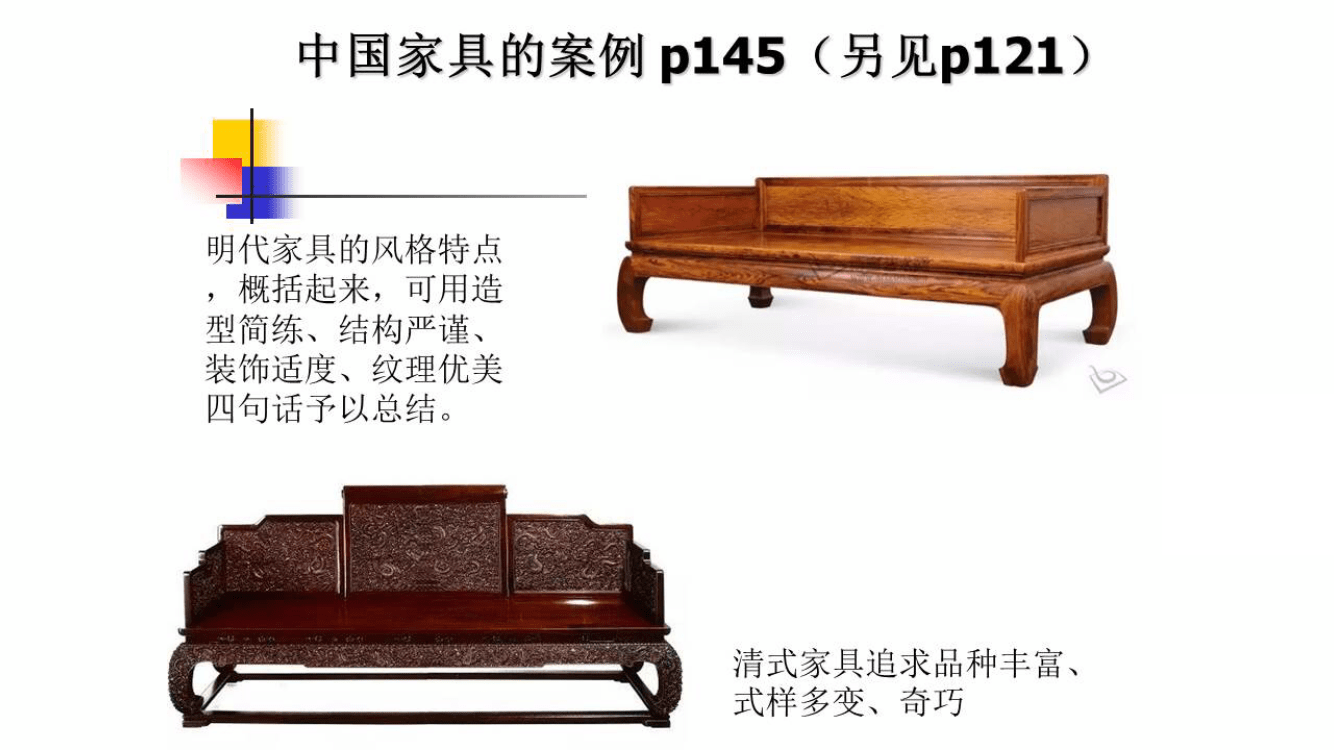 中国家具的案例 p145（另见p121）
明代家具的风格特点
，概括起来，可用造
型简练、结构严谨、
装饰适度、纹理优美
四句话予以总结。
清式家具追求品种丰富、
式样多变、奇巧